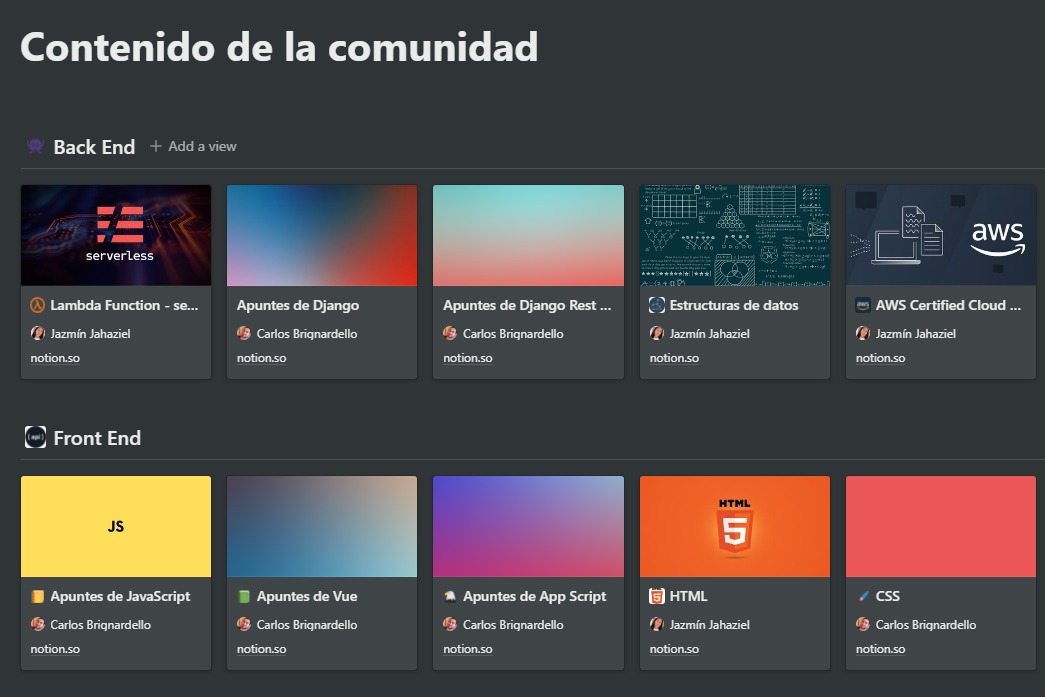 Contenido de la comunidad
Back End + Add a view
serverless
aws
Lambda Function - se...
Apuntes de Django
Apuntes de Django Rest ...
Estructuras de datos
AWS Certified Cloud ...
Jazmín Jahaziel
Carlos Brignardello
Carlos Brignardello
Jazmín Jahaziel
Jazmín Jahaziel
notion.so
notion.so
notion.so
notion.so
notion.so
Front End
JS
HTML
5
Apuntes de JavaScript
Apuntes de Vue
Apuntes de App Script
HTML
CSS
Carlos Brignardello
Carlos Brignardello
Carlos Brignardello
Jazmín Jahaziel
Carlos Brignardello
notion.so
notion.so
notion.so
notion.so
notion.so